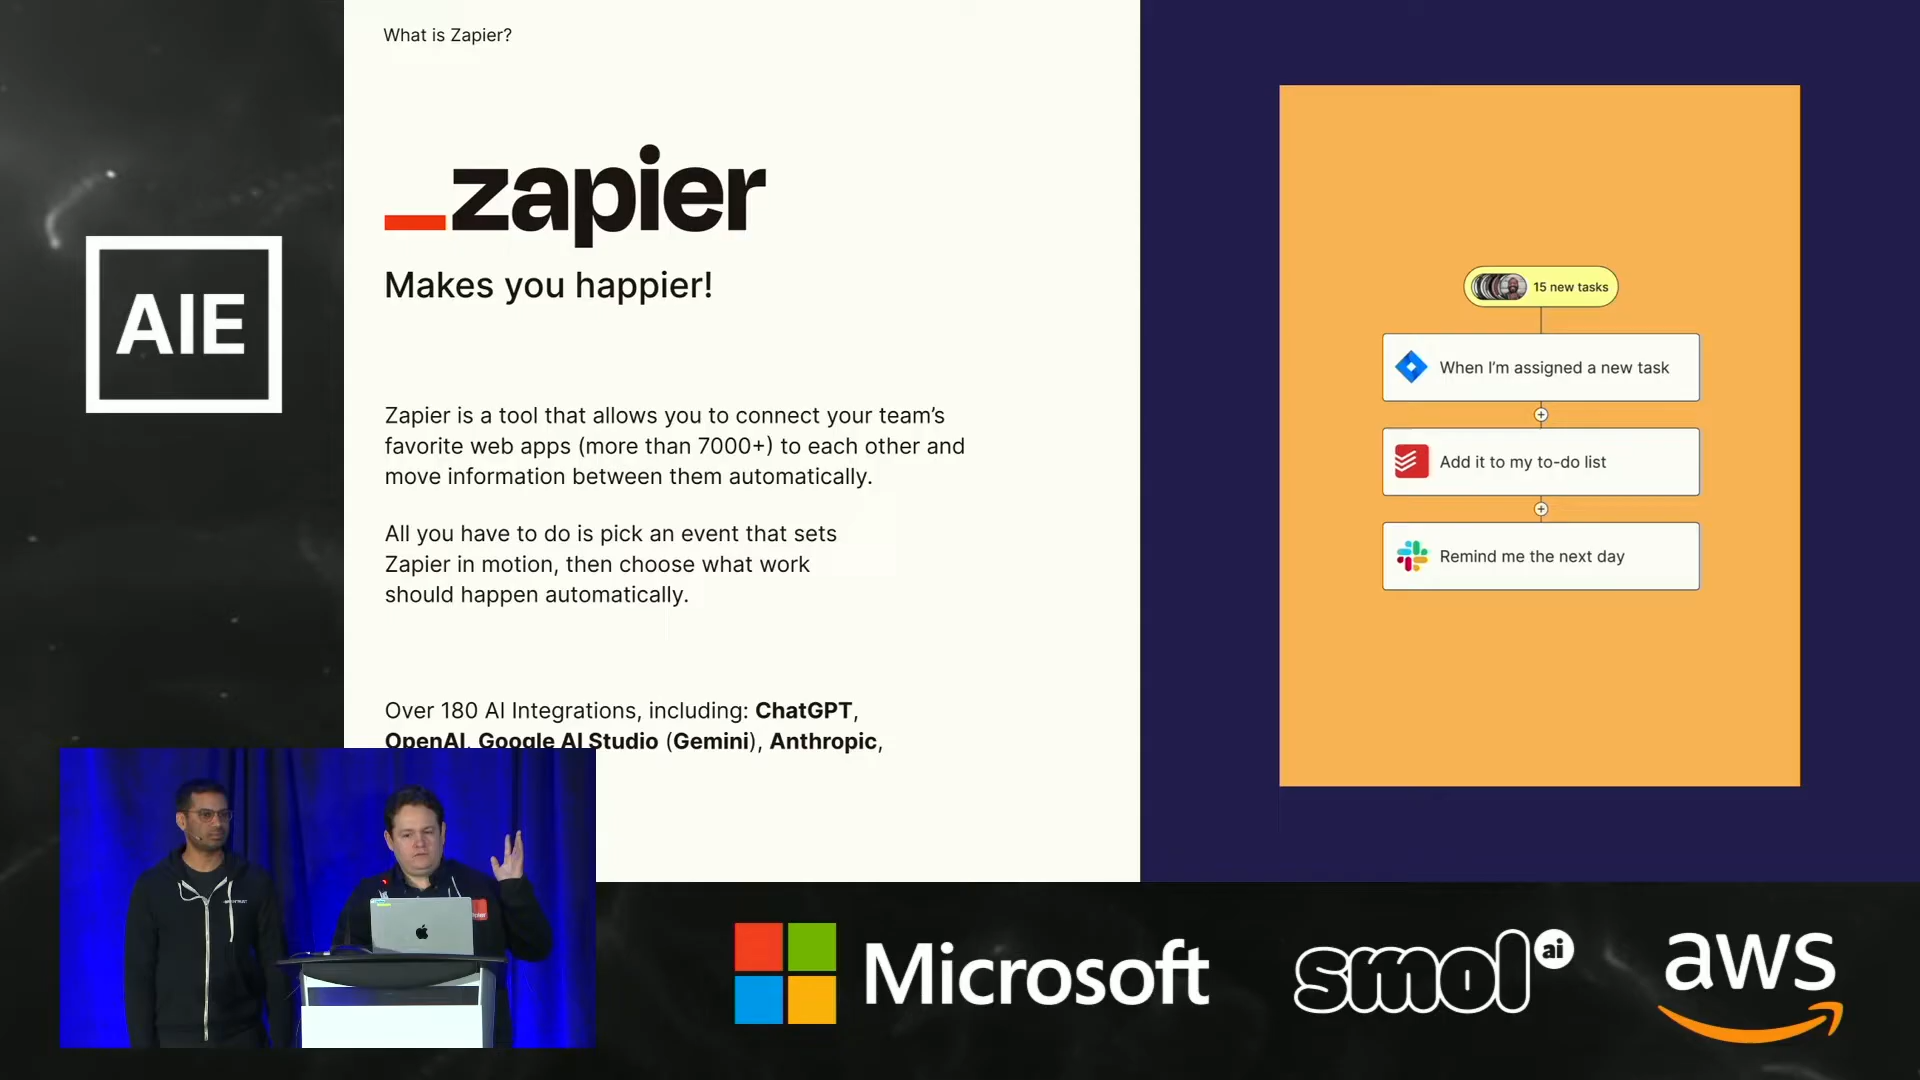 What is Zapier?
zapier
Makes you happier!
Zapier is a tool that allows you to connect your team’s
favorite web apps (more than 7000+) to each other and
move information between them automatically.
All you have to do is pick an event that sets
Zapier in motion, then choose what work
should happen automatically.
Over 180 AI Integrations, including: ChatGPT,
OpenAI, Google AI Studio (Gemini), Anthropic,
15 new tasks
When I’m assigned a new task
Add it to my to-do list
Remind me the next day
AIE
Microsoft
smol ai
aws